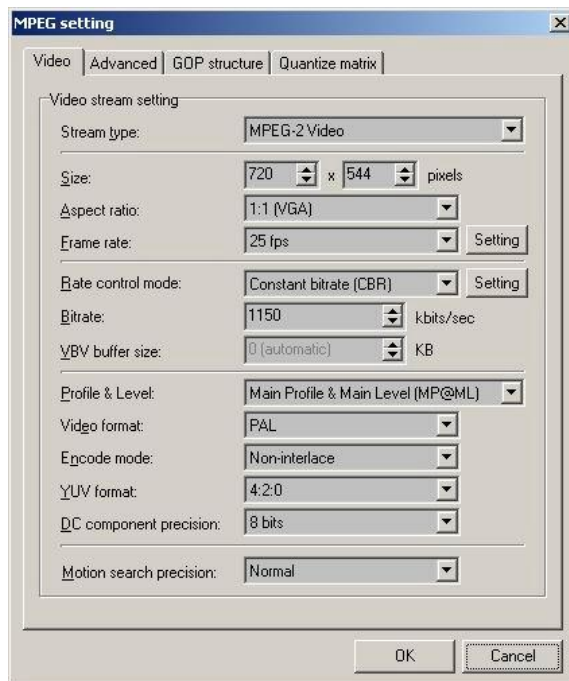 MPEG setting
Video Advanced GOP structure Quantize matrix
Video stream setting
Stream type: MPEG-2 Video
Size: 720 x 544 pixels
Aspect ratio: 1:1 (VGA)
Frame rate: 25 fps Setting
Rate control mode: Constant bitrate (CBR) Setting
Bitrate: 1150 kbits/sec
VBV buffer size: 0 (automatic) KB
Profile & Level: Main Profile & Main Level (MP@ML)
Video format: PAL
Encode mode: Non-interlace
YUV format: 4:2:0
DC component precision: 8 bits
Motion search precision: Normal
OK Cancel